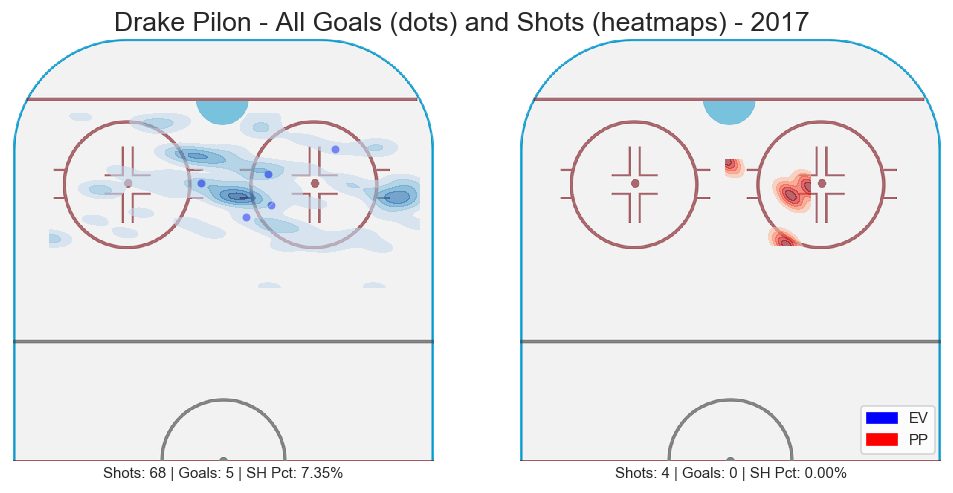 Drake Pilon - All Goals (dots) and Shots (heatmaps) - 2017
EV
PP
Shots: 68 | Goals: 5 | SH Pct: 7.35%
Shots: 4 | Goals: 0 | SH Pct: 0.00%